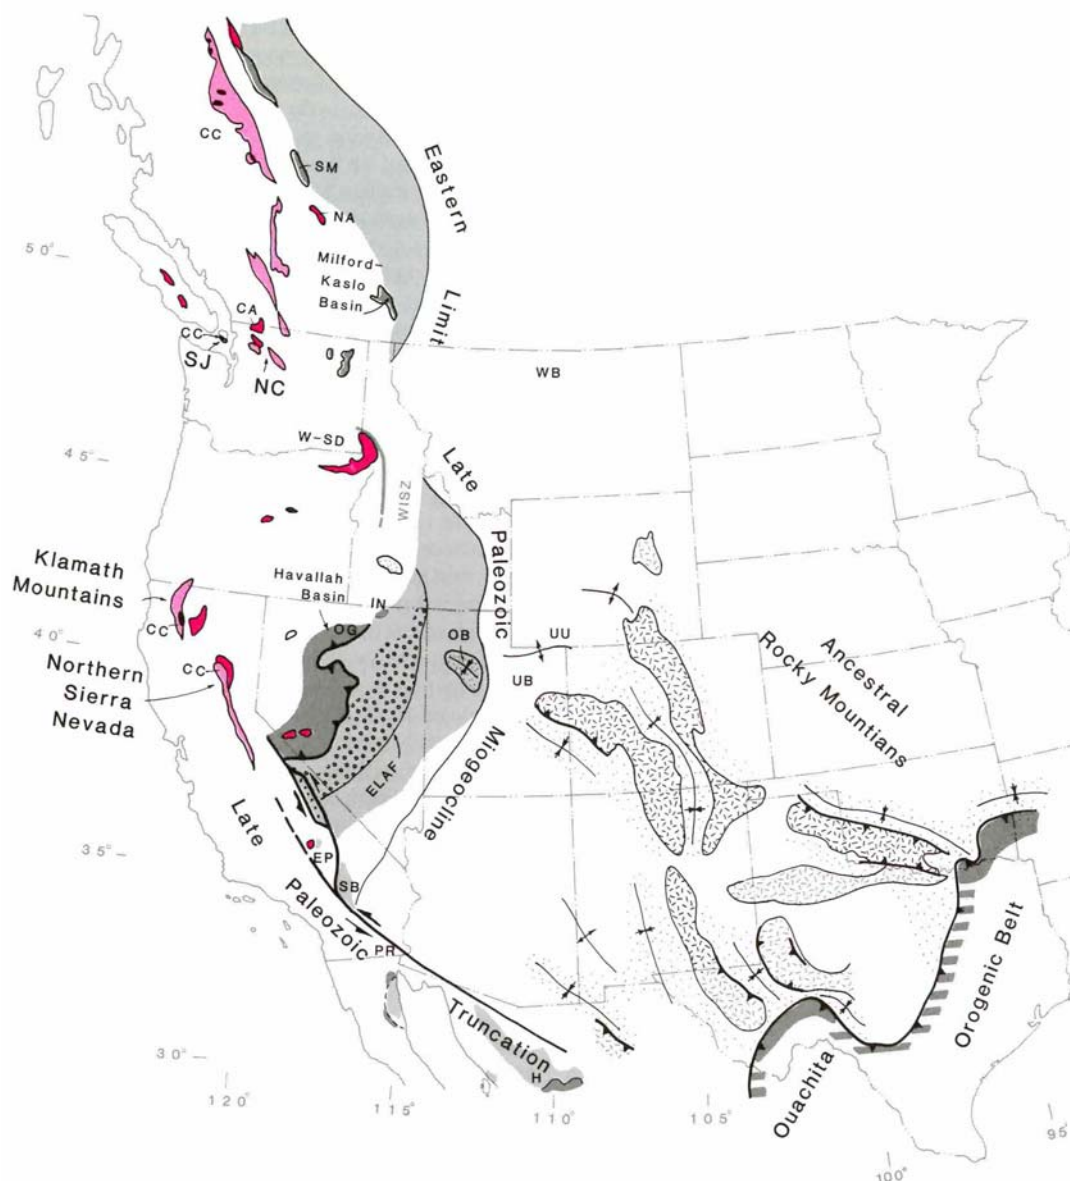 CC
SM
NA
Eastern
Limit
50°
Milford-
Kaslo
Basin
CA
CC
SJ
NC
WB
W-SD
45
WISZ
Late
Paleozoic
Miogeocline
Klamath
Mountains
CC
Havallah
Basin
IN
OG
OB
UU
UB
40°
Northern
Sierra
Nevada
CC
Ancestral
Rocky Mountians
ELAF
35°
Late
Paleozoic
Truncation
EP
SB
PR
H
Ouachita
Orogenic Belt
30°
120°
115°
110°
105°
100°
95°